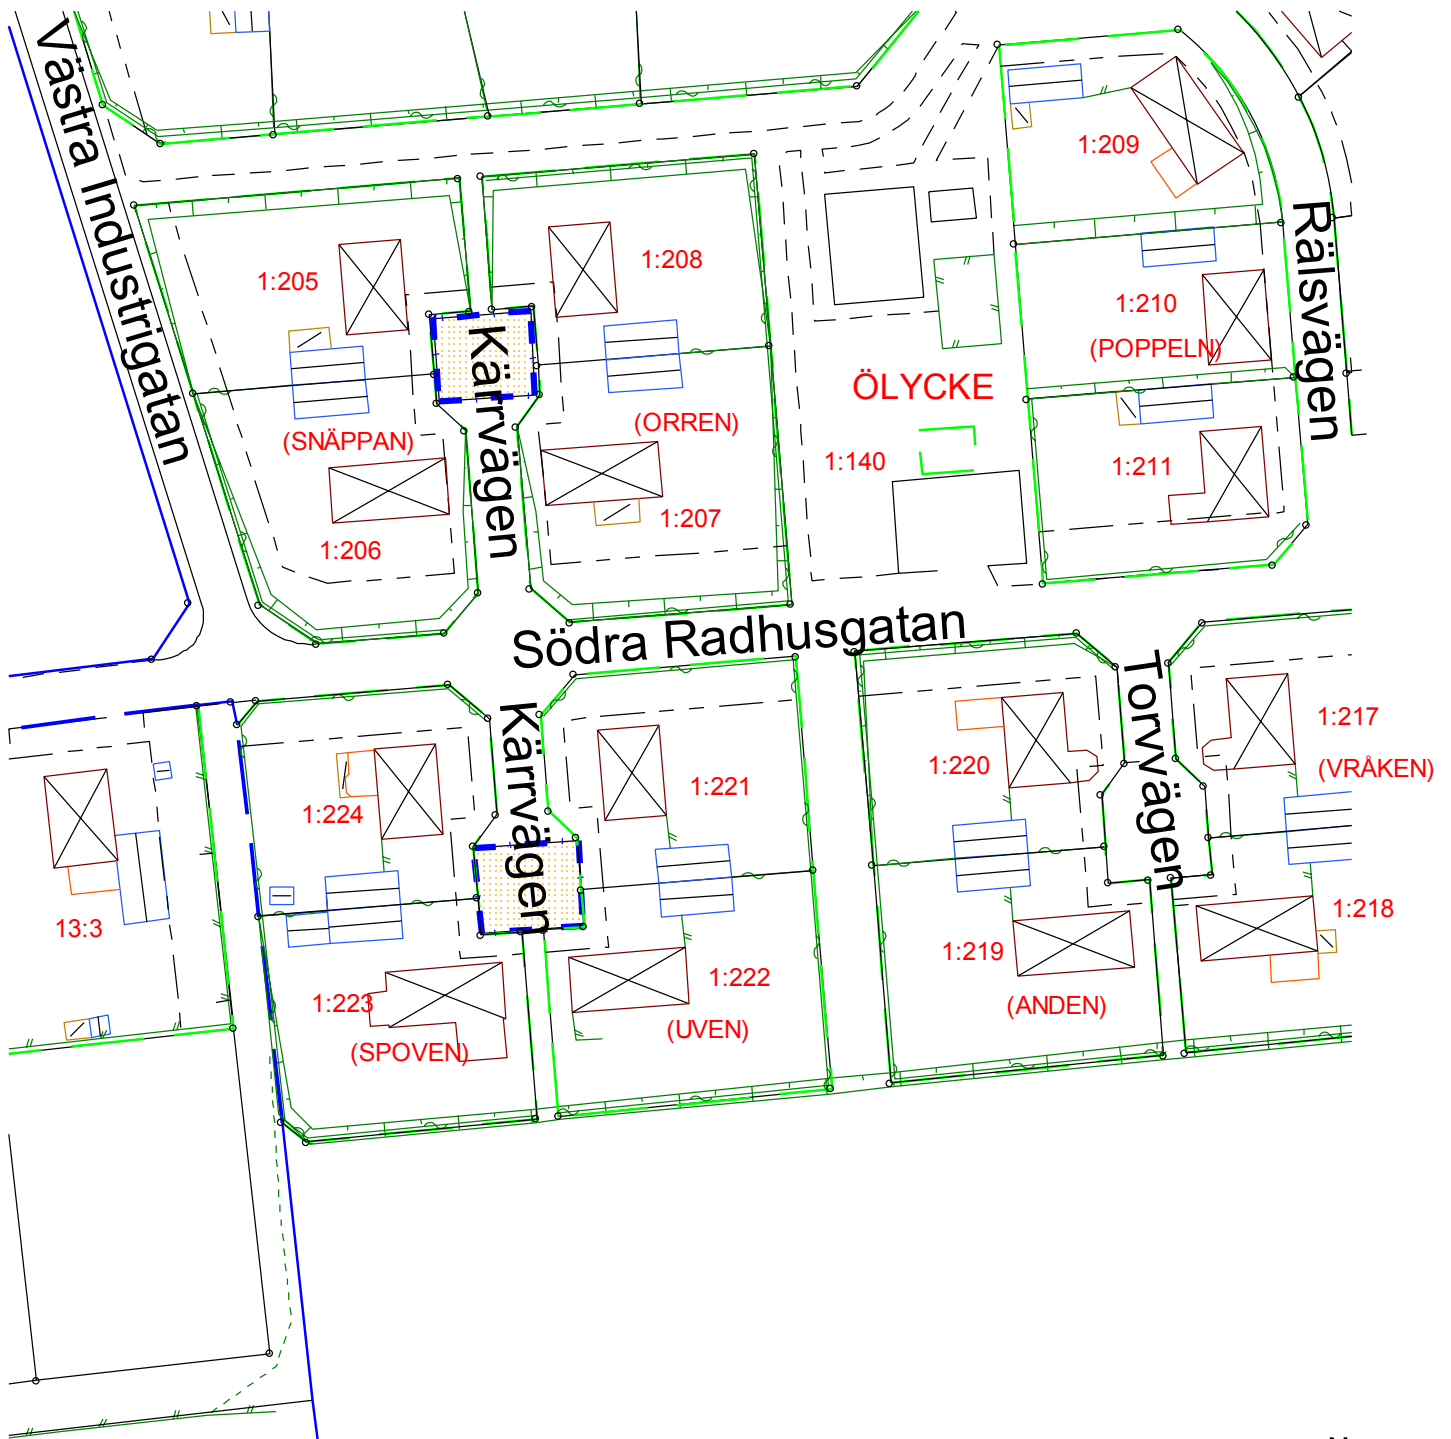 Västra Industrigatan
1:209
Rälsvägen
1:205
1:208
1:210
(POPPELN)
Kärrvägen
ÖLYCKE
(SNÄPPAN)
(ORREN)
1:140
1:211
1:206
1:207
Södra Radhusgatan
Torvvägen
1:217
(VRÅKEN)
Kärrvägen
1:224
1:221
1:220
13:3
1:218
1:223
(SPOVEN)
1:222
(UVEN)
1:219
(ANDEN)